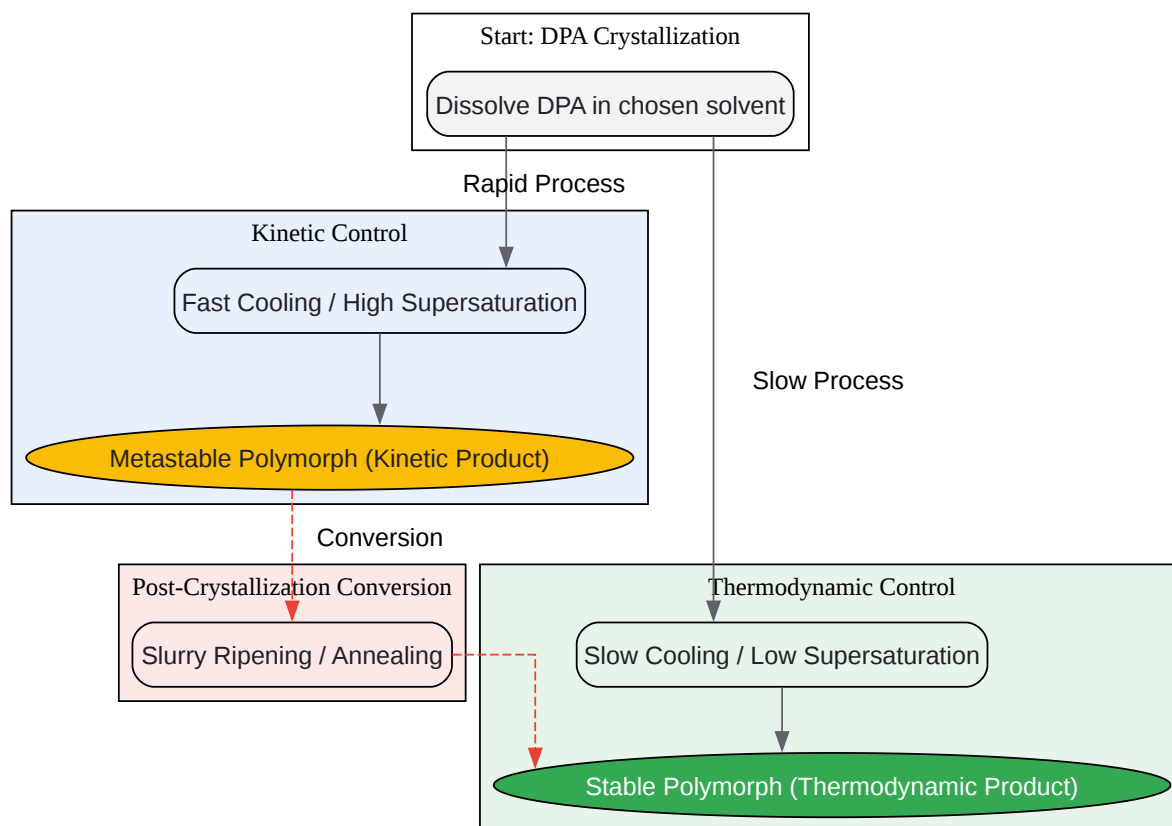 Start: DPA Crystallization
Dissolve DPA in chosen solvent
Rapid Process
Kinetic Control
Fast Cooling / High Supersaturation
Slow Process
Metastable Polymorph (Kinetic Product)
Conversion
Post-Crystallization Conversion
Thermodynamic Control
Slurry Ripening / Annealing
Slow Cooling / Low Supersaturation
Stable Polymorph (Thermodynamic Product)